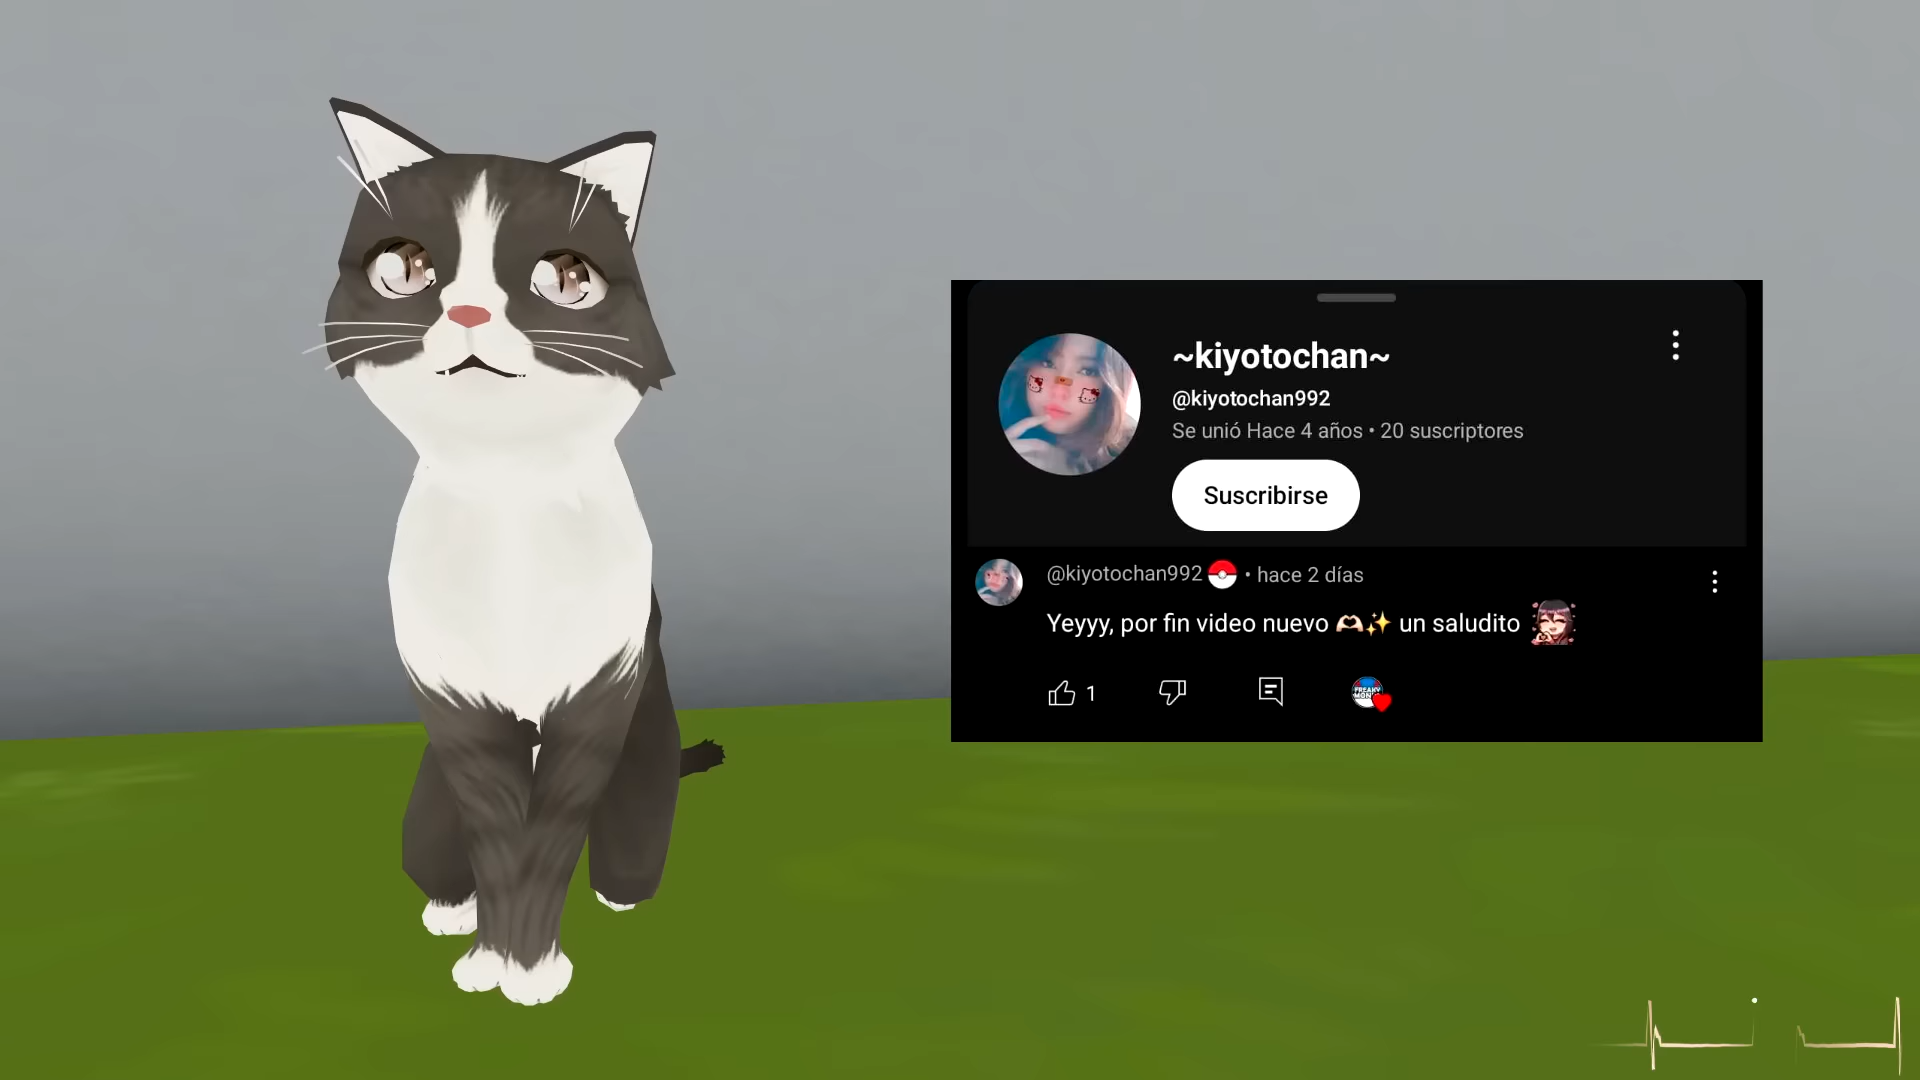 ~kiyotochan~
@kiyotochan992
Se unió Hace 4 años • 20 suscriptores
Suscribirse
@kiyotochan992 • hace 2 días
Yeyyy, por fin video nuevo 🫶🏻✨ un saludito
1
FREAKY